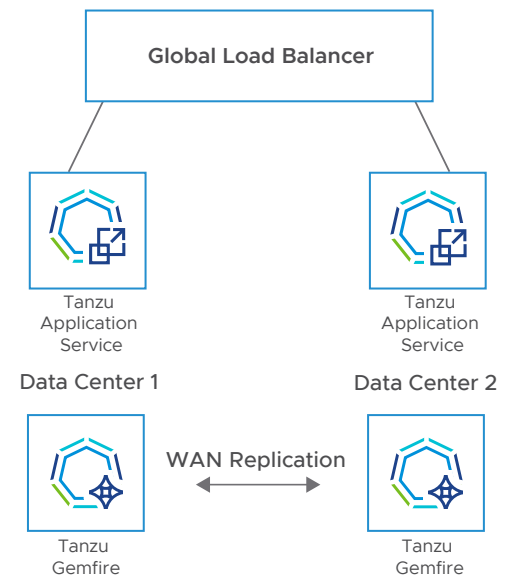 Global Load Balancer
Tanzu
Application
Service
Tanzu
Application
Service
Data Center 1
Data Center 2
WAN Replication
Tanzu
Gemfire
Tanzu
Gemfire